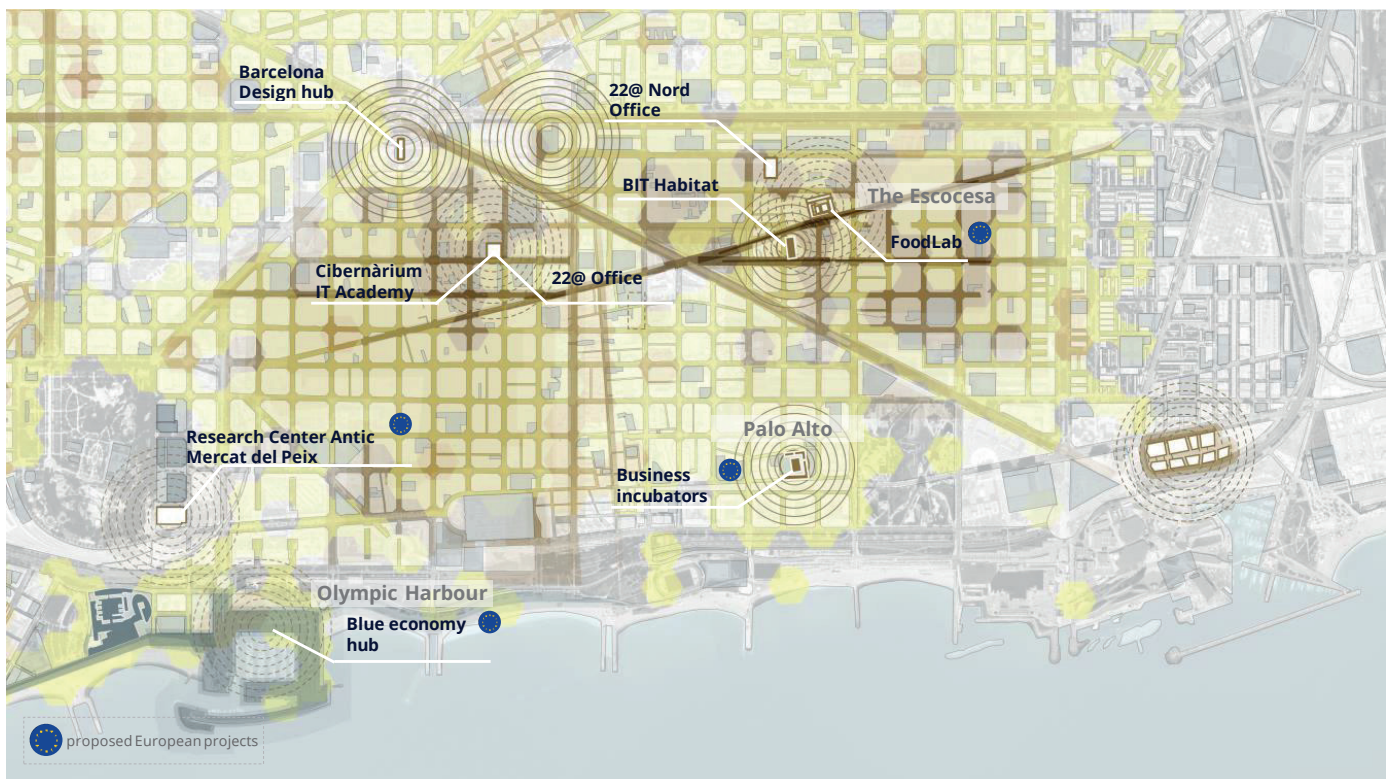 Barcelona
Design hub
22@ Nord
Office
BIT Habitat
The Escocesa
FoodLab
Cibernàrium
IT Academy
22@ Office
Palo Alto
Research Center Antic
Mercat del Peix
Business
incubators
Olympic Harbour
Blue economy
hub
proposed European projects